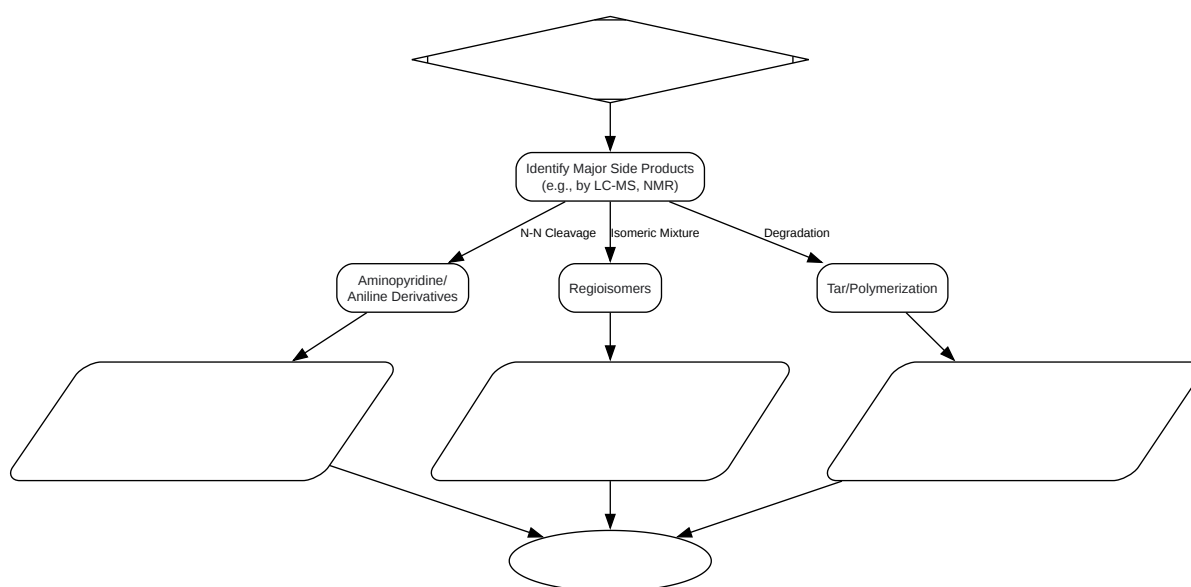 Identify Major Side Products
(e.g., by LC-MS, NMR)
N-N Cleavage
Isomeric Mixture
Degradation
Aminopyridine/
Aniline Derivatives
Regioisomers
Tar/Polymerization